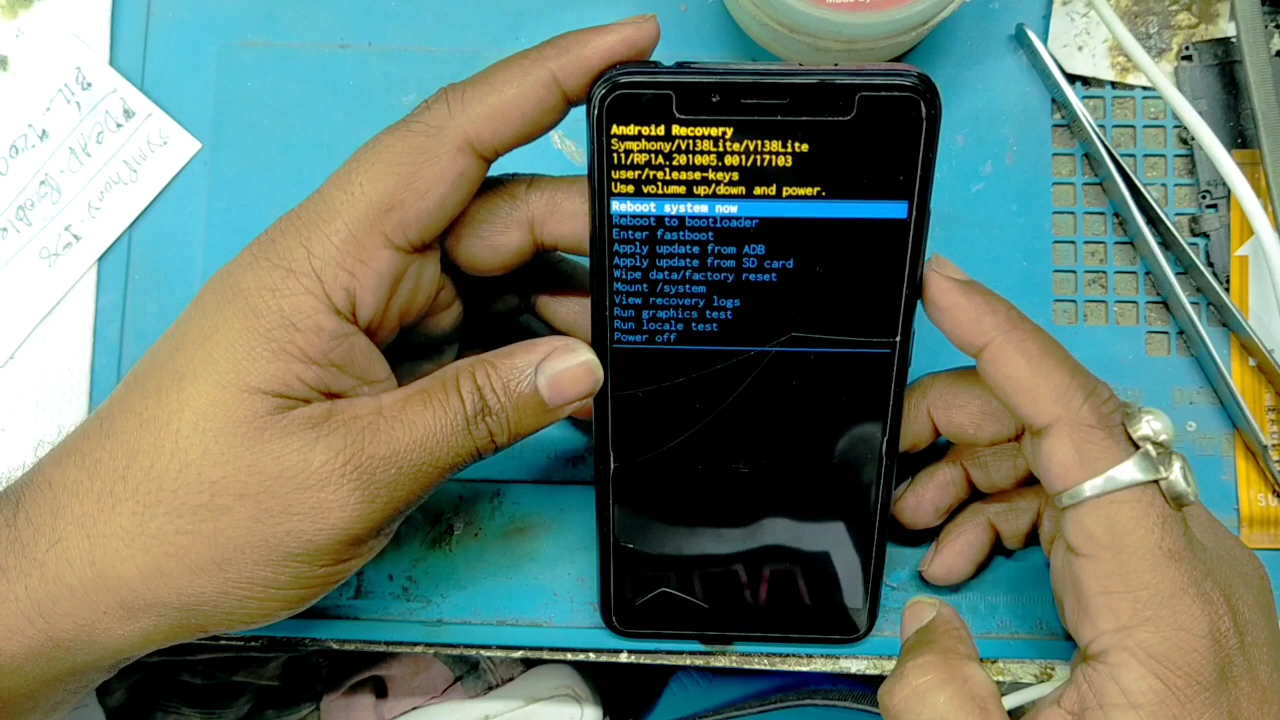 Android Recovery
Symphony/V138Lite/V138Lite
11/RP1A.201005.001/17103
user/release-keys
Use volume up/down and power.
Reboot system now
Reboot to bootloader
Enter fastboot
Apply update from ADB
Apply update from SD card
Wipe data/factory reset
Mount /system
View recovery logs
Run graphics test
Run locale test
Power off